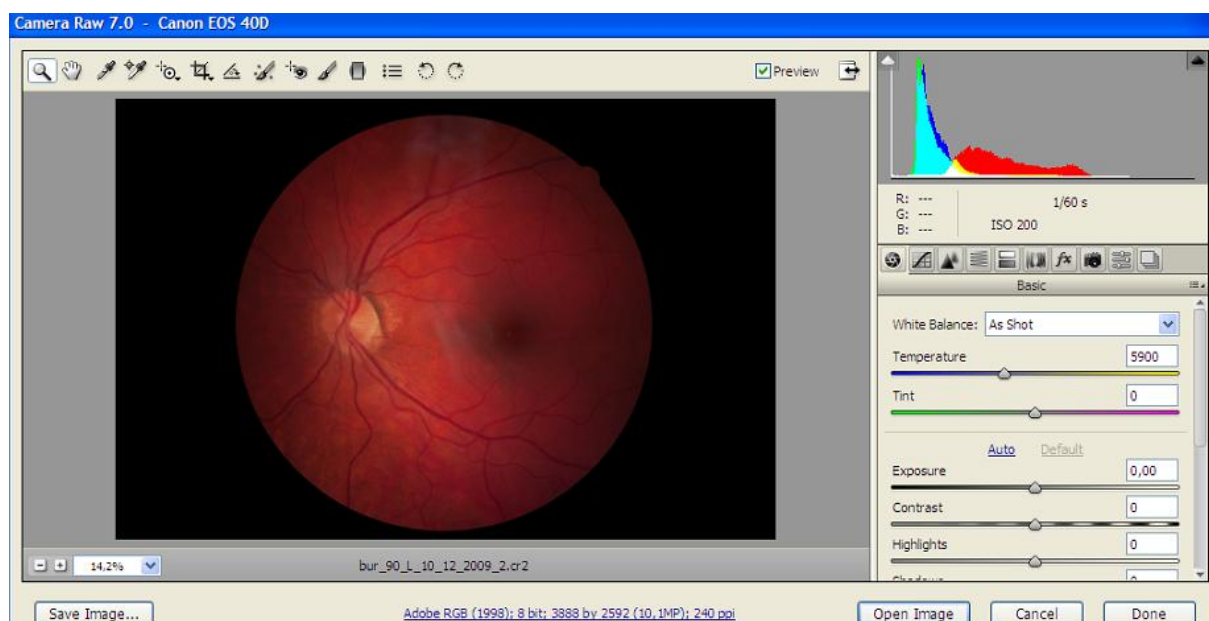 Camera Raw 7.0 - Canon EOS 40D
Preview
R: ---
G: ---
B: ---
1/60 s
ISO 200
Basic
White Balance: As Shot
Temperature 5900
Tint 0
Auto Default
Exposure 0,00
Contrast 0
Highlights 0
14,2%
bur_90_L_10_12_2009_2.cr2
Save Image...
Adobe RGB (1998); 8 bit; 3888 by 2592 (10,1MP); 240 ppi
Open Image Cancel Done